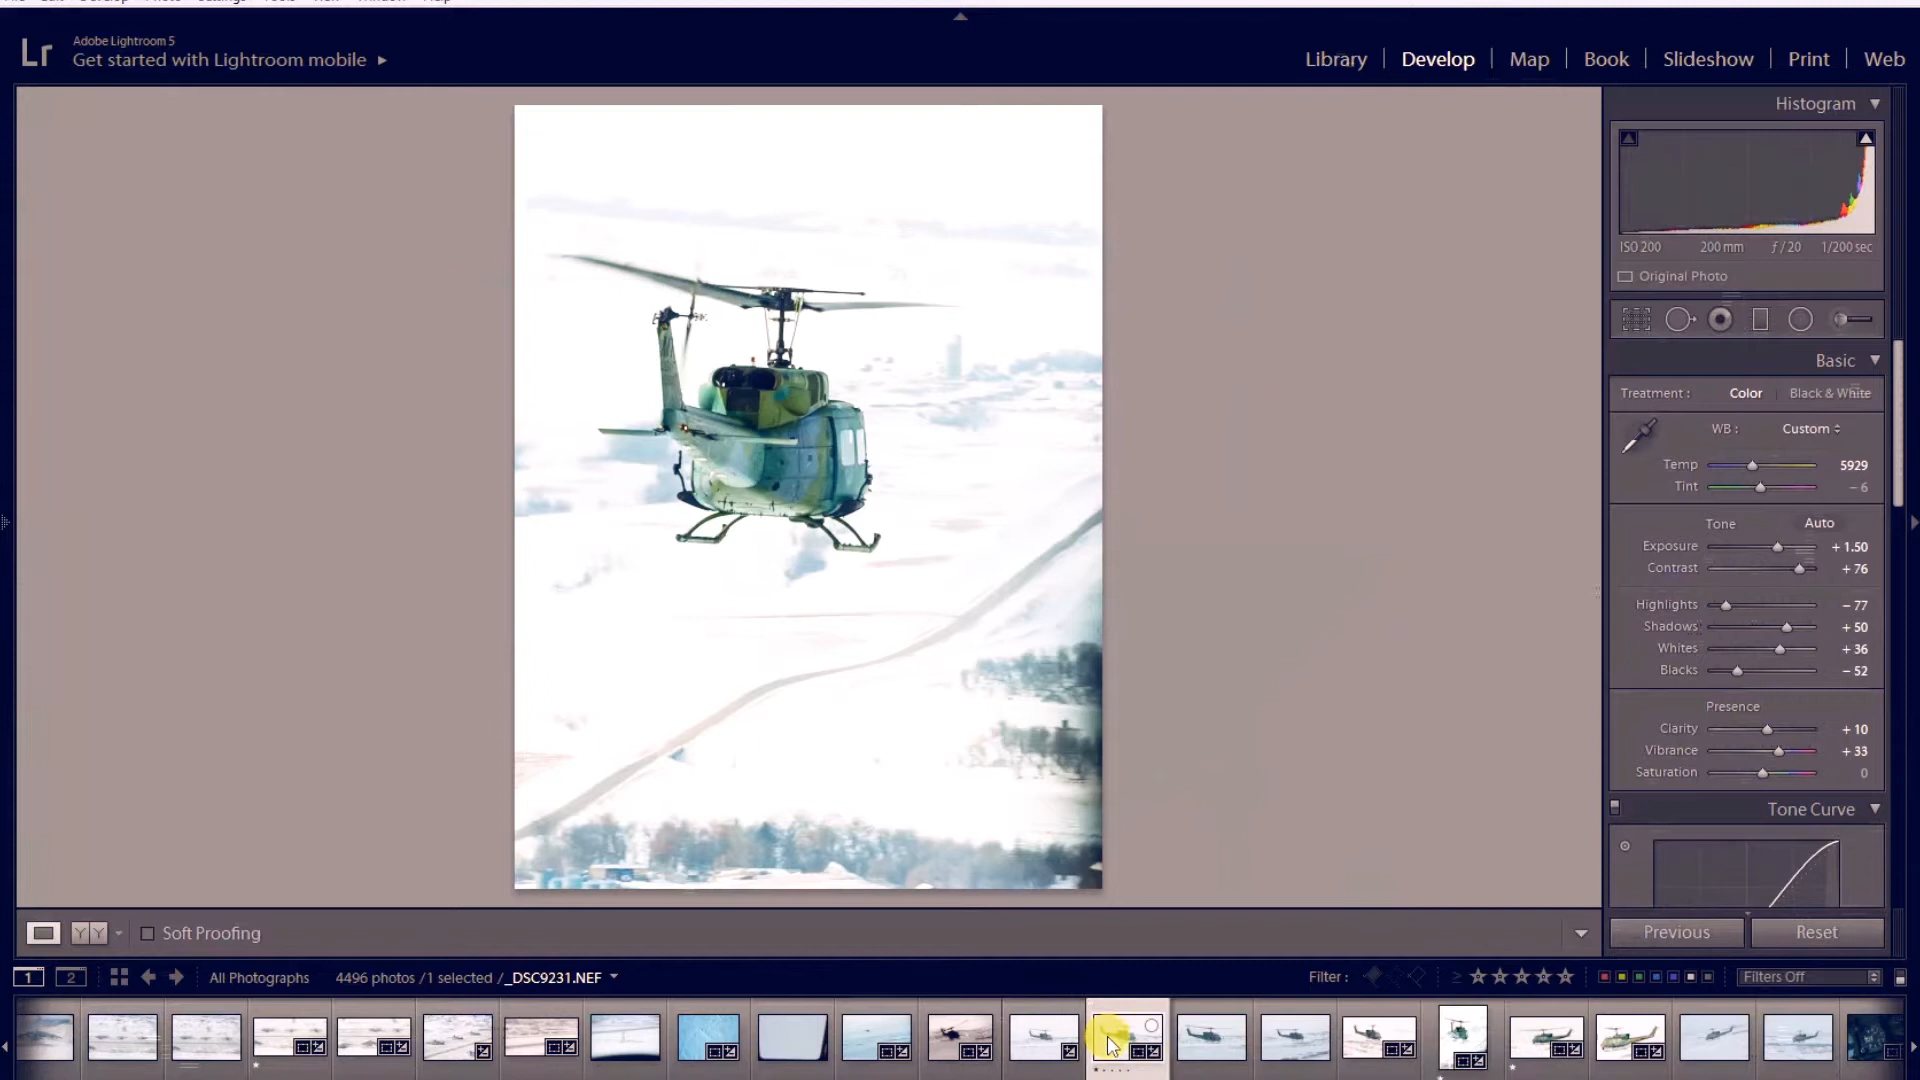 Adobe Lightroom 5
Lr Get started with Lightroom mobile
Library Develop Map Book Slideshow Print Web
Histogram
ISO 200 200 mm ƒ / 20 1/200 sec
Original Photo
Basic
Treatment : Color Black & White
WB : Custom
Temp 5929
Tint – 6
Tone Auto
Exposure + 1.50
Contrast + 76
Highlights – 77
Shadows + 50
Whites + 36
Blacks – 52
Presence
Clarity + 10
Vibrance + 33
Saturation 0
Tone Curve
Previous Reset
YY Soft Proofing
1 2 All Photographs 4496 photos /1 selected /_DSC9231.NEF Filter : Filters Off